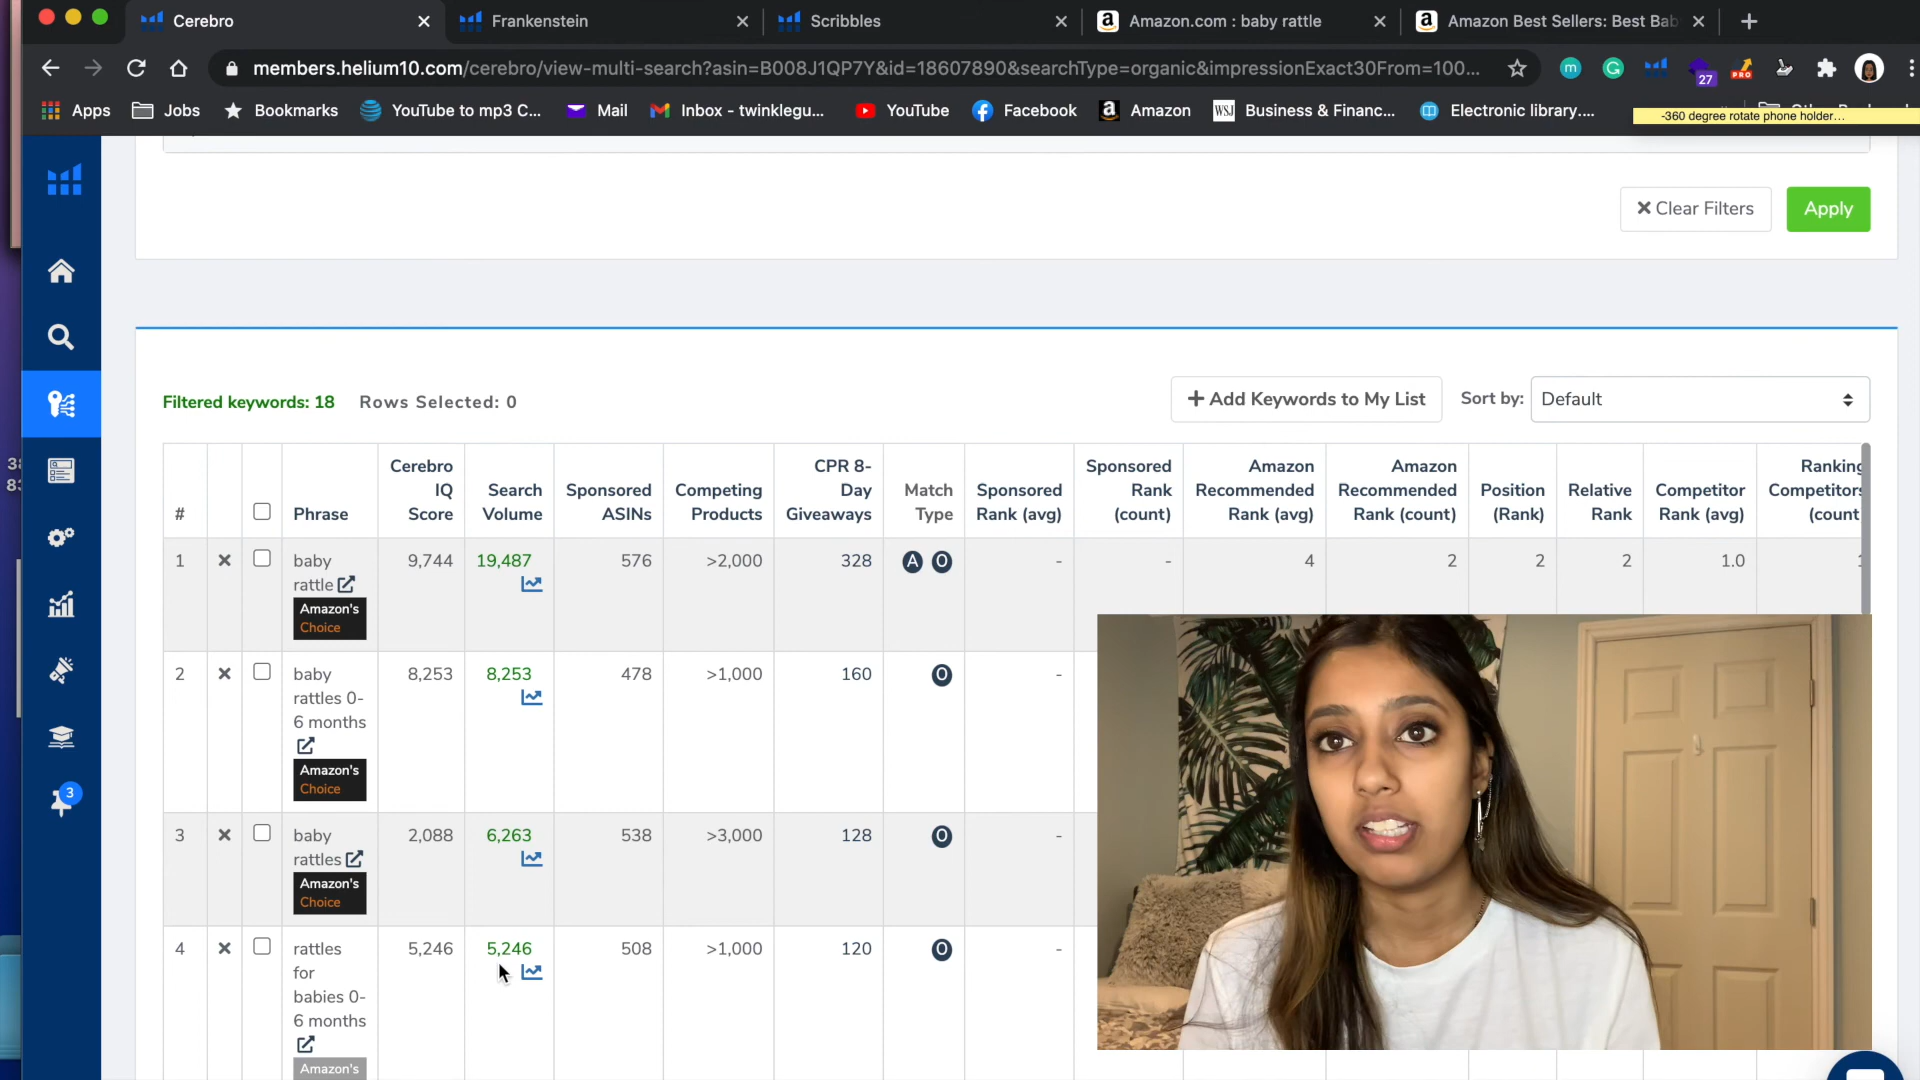 Cerebro
Frankenstein
Scribbles
Amazon.com : baby rattle
Amazon Best Sellers: Best Bab
members.helium10.com/cerebro/view-multi-search?asin=B008J1QP7Y&id=18607890&searchType=organic&impressionExact30From=100...
27
PRO
Apps
Jobs
Bookmarks
YouTube to mp3 C...
Mail
Inbox - twinklegu...
YouTube
Facebook
Amazon
WSJ
Business & Financ...
Electronic library....
-360 degree rotate phone holder...
Clear Filters
Apply
Filtered keywords: 18
Rows Selected: 0
+ Add Keywords to My List
Sort by:
Default
#
Phrase
Cerebro IQ Score
Search Volume
Sponsored ASINs
Competing Products
CPR 8-Day Giveaways
Match Type
Sponsored Rank (avg)
Sponsored Rank (count)
Amazon Recommended Rank (avg)
Amazon Recommended Rank (count)
Position (Rank)
Relative Rank
Competitor Rank (avg)
Ranking Competitors (count
1
baby rattle
Amazon's Choice
9,744
19,487
576
>2,000
328
A O
-
-
4
2
2
2
1.0
2
baby rattles 0-6 months
Amazon's Choice
8,253
8,253
478
>1,000
160
O
-
3
baby rattles
Amazon's Choice
2,088
6,263
538
>3,000
128
O
-
4
rattles for babies 0-6 months
Amazon's
5,246
5,246
508
>1,000
120
O
-
3